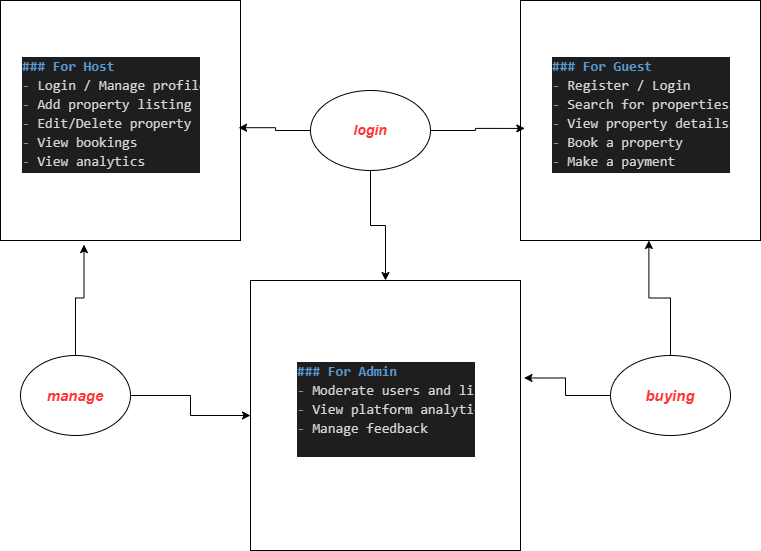 ### For Host
- Login / Manage profil
- Add property listing
- Edit/Delete property
- View bookings
- View analytics
login
### For Guest
- Register / Login
- Search for properties
- View property details
- Book a property
- Make a payment
manage
### For Admin
- Moderate users and li
- View platform analyti
- Manage feedback
buying